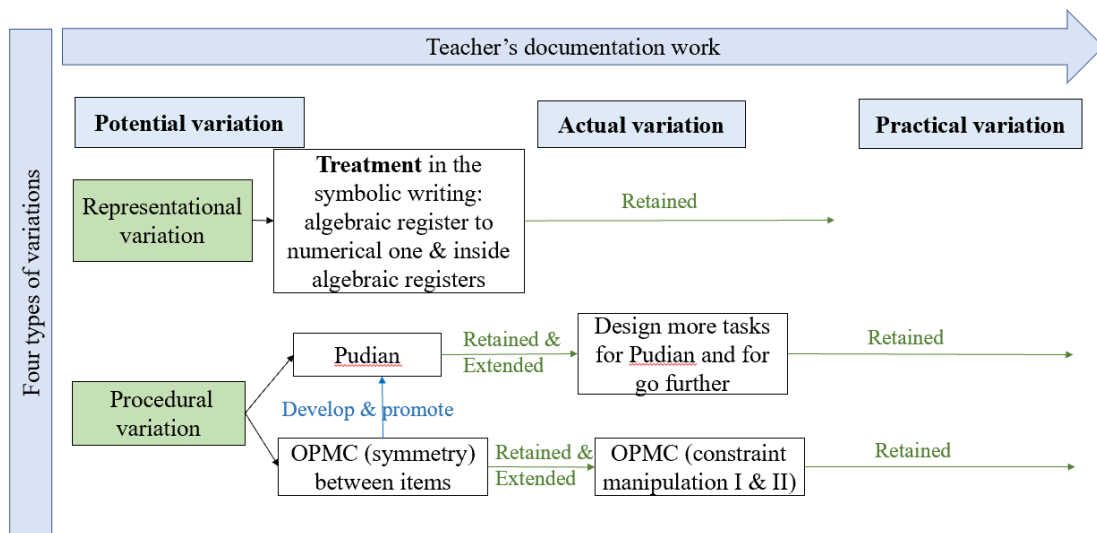 Teacher's documentation work
Four types of variations
Potential variation
Actual variation
Practical variation
Representational
variation
Treatment in the
symbolic writing:
algebraic register to
numerical one & inside
algebraic registers
Retained
Procedural
variation
Pudian
Retained &
Extended
Design more tasks
for Pudian and for
go further
Retained
Develop & promote
OPMC (symmetry)
between items
Retained &
Extended
OPMC (constraint
manipulation I & II)
Retained